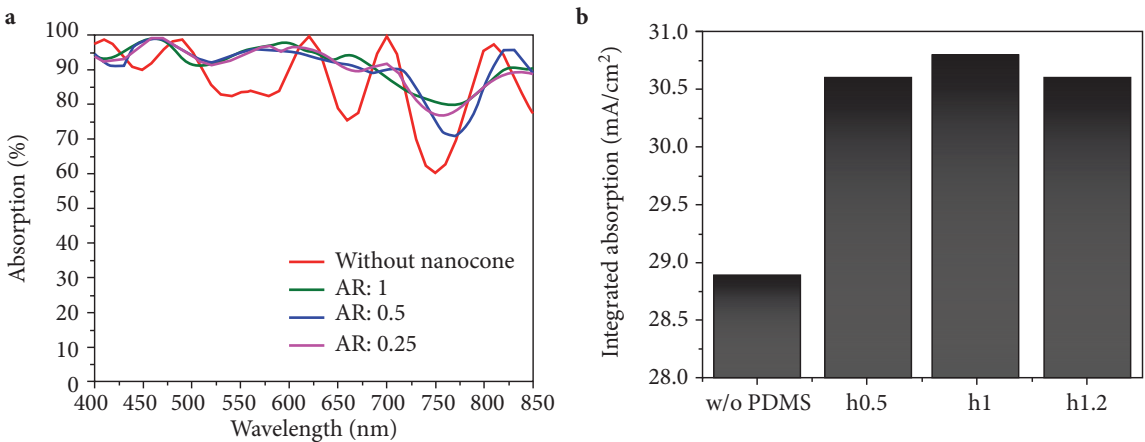 a
100
90
80
70
60
50
40
30
20
10
0
Absorption (%)
Without nanocone
AR: 1
AR: 0.5
AR: 0.25
400 450 500 550 600 650 700 750 800 850
Wavelength (nm)
b
31.0
30.5
30.0
29.5
29.0
28.5
28.0
Integrated absorption (mA/cm²)
w/o PDMS h0.5 h1 h1.2